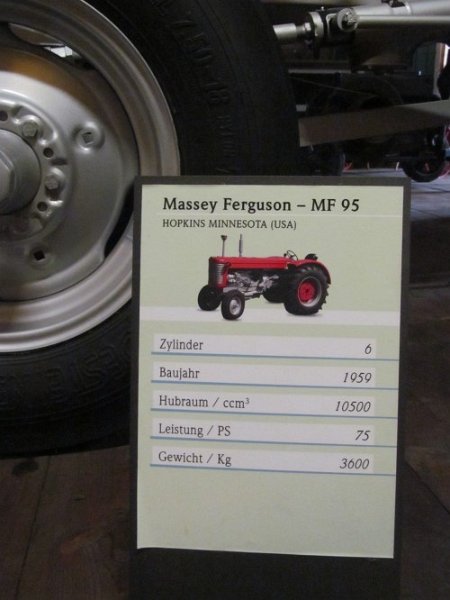 Massey Ferguson – MF 95
HOPKINS MINNESOTA (USA)
Zylinder 6
Baujahr 1959
Hubraum / ccm³ 10500
Leistung / PS 75
Gewicht / Kg 3600